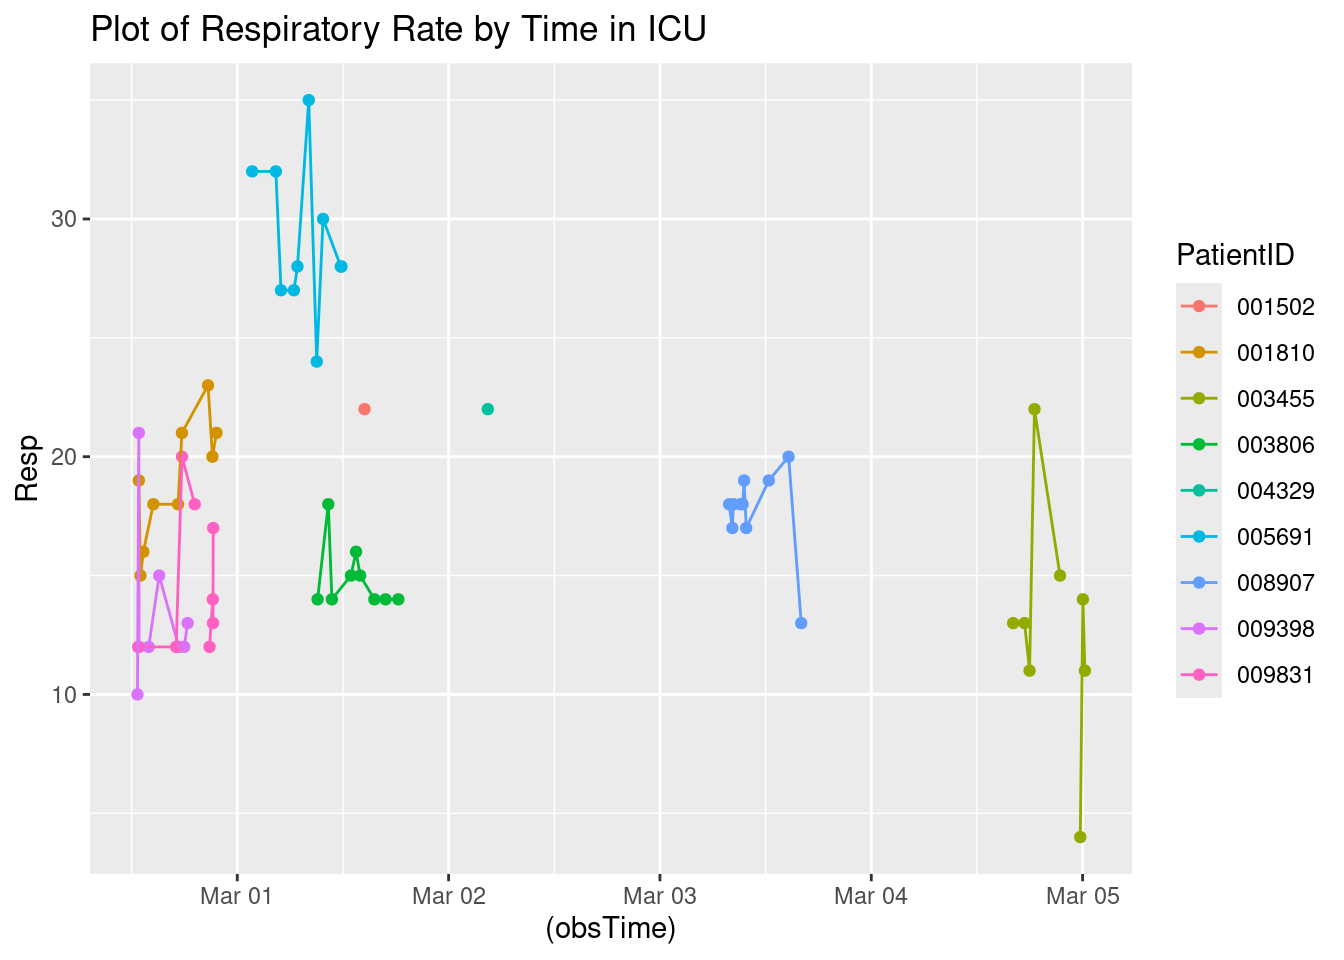 Plot of Respiratory Rate by Time in ICU
30
20
10
Resp
Mar 01
Mar 02
Mar 03
Mar 04
Mar 05
(obsTime)
PatientID
001502
001810
003455
003806
004329
005691
008907
009398
009831